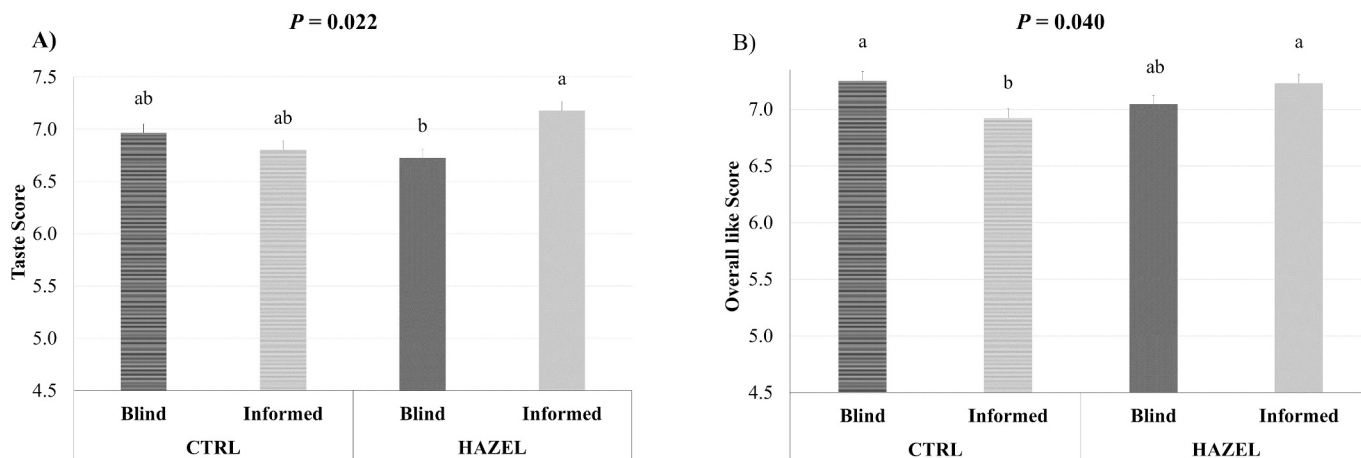 P = 0.022
A)
Taste Score
7.5
7.0
6.5
6.0
5.5
5.0
4.5
ab
ab
b
a
Blind
Informed
Blind
Informed
CTRL
HAZEL
P = 0.040
B)
Overall like Score
7.0
6.5
6.0
5.5
5.0
4.5
a
b
ab
a
Blind
Informed
Blind
Informed
CTRL
HAZEL